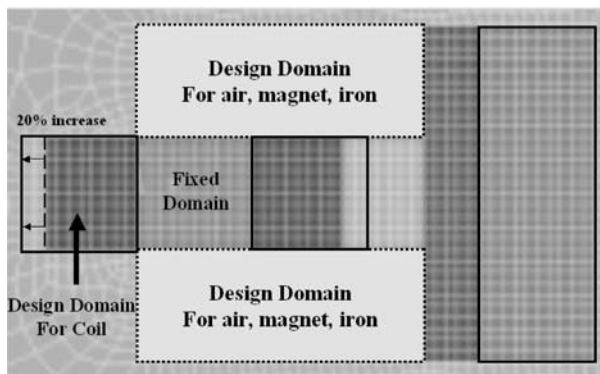 Design Domain
For air, magnet, iron
20% increase
Fixed
Domain
Design Domain
For Coil
Design Domain
For air, magnet, iron